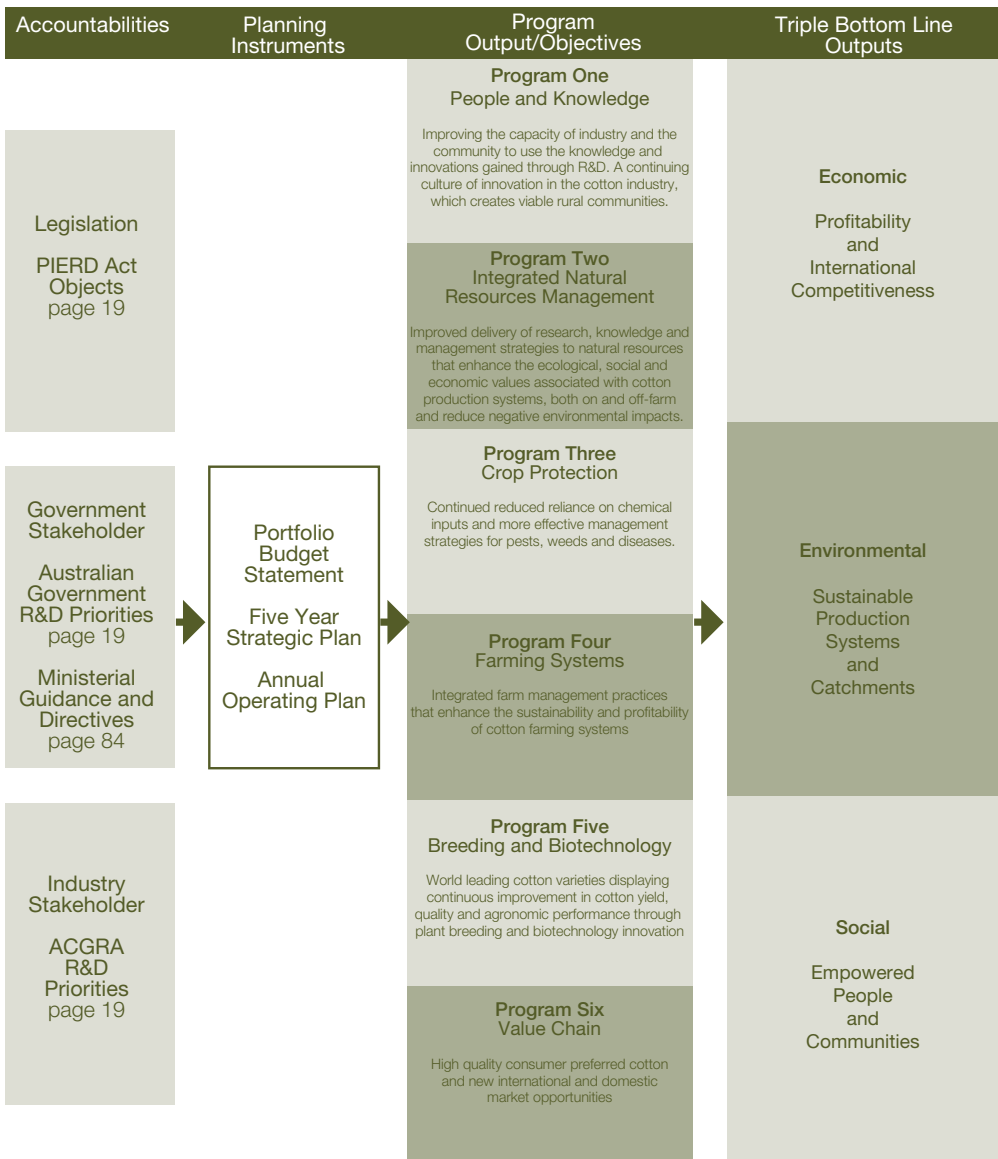 Accountabilities
Planning
Instruments
Program
Output/Objectives
Triple Bottom Line
Outputs
Legislation
PIERD Act
Objects
page 19
Government
Stakeholder
Australian
Government
R&D Priorities
page 19
Ministerial
Guidance and
Directives
page 84
Industry
Stakeholder
ACGRA
R&D
Priorities
page 19
Portfolio
Budget
Statement
Five Year
Strategic Plan
Annual
Operating Plan
Program One
People and Knowledge
Improving the capacity of industry and the
community to use the knowledge and
innovations gained through R&D. A continuing
culture of innovation in the cotton industry,
which creates viable rural communities.
Program Two
Integrated Natural
Resources Management
Improved delivery of research, knowledge and
management strategies to natural resources
that enhance the ecological, social and
economic values associated with cotton
production systems, both on and off-farm
and reduce negative environmental impacts.
Program Three
Crop Protection
Continued reduced reliance on chemical
inputs and more effective management
strategies for pests, weeds and diseases.
Program Four
Farming Systems
Integrated farm management practices
that enhance the sustainability and profitability
of cotton farming systems
Program Five
Breeding and Biotechnology
World leading cotton varieties displaying
continuous improvement in cotton yield,
quality and agronomic performance through
plant breeding and biotechnology innovation
Program Six
Value Chain
High quality consumer preferred cotton
and new international and domestic
market opportunities
Economic
Profitability
and
International
Competitiveness
Environmental
Sustainable
Production
Systems
and
Catchments
Social
Empowered
People
and
Communities